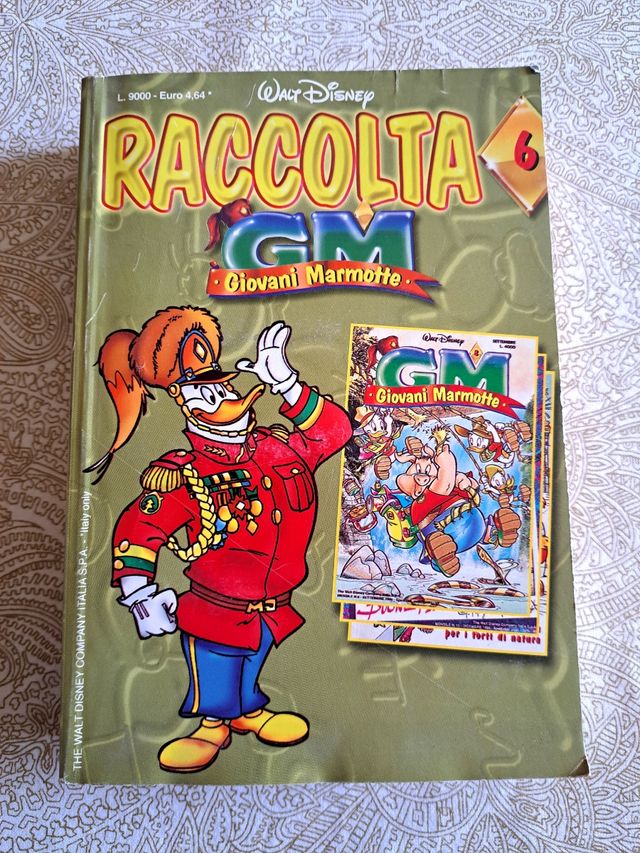 L. 9000 - Euro 4,64 *
WALT DISNEY
RACCOLTA
6
GM
Giovani Marmotte
WALT DISNEY
SETTEMBRE
L. 4000
8
GM
Giovani Marmotte
per i forti di natura
THE WALT DISNEY COMPANY ITALIA S.P.A. - *Italy only